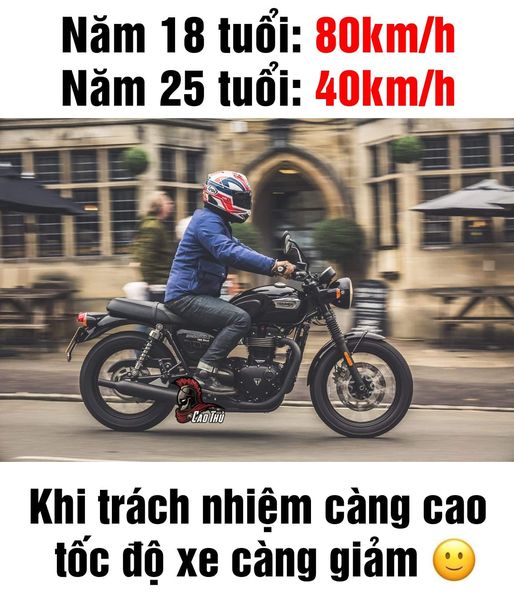 Năm 18 tuổi: 80km/h
Năm 25 tuổi: 40km/h
TRIUMPH
CAO THỦ
Khi trách nhiệm càng cao
tốc độ xe càng giảm 🙂